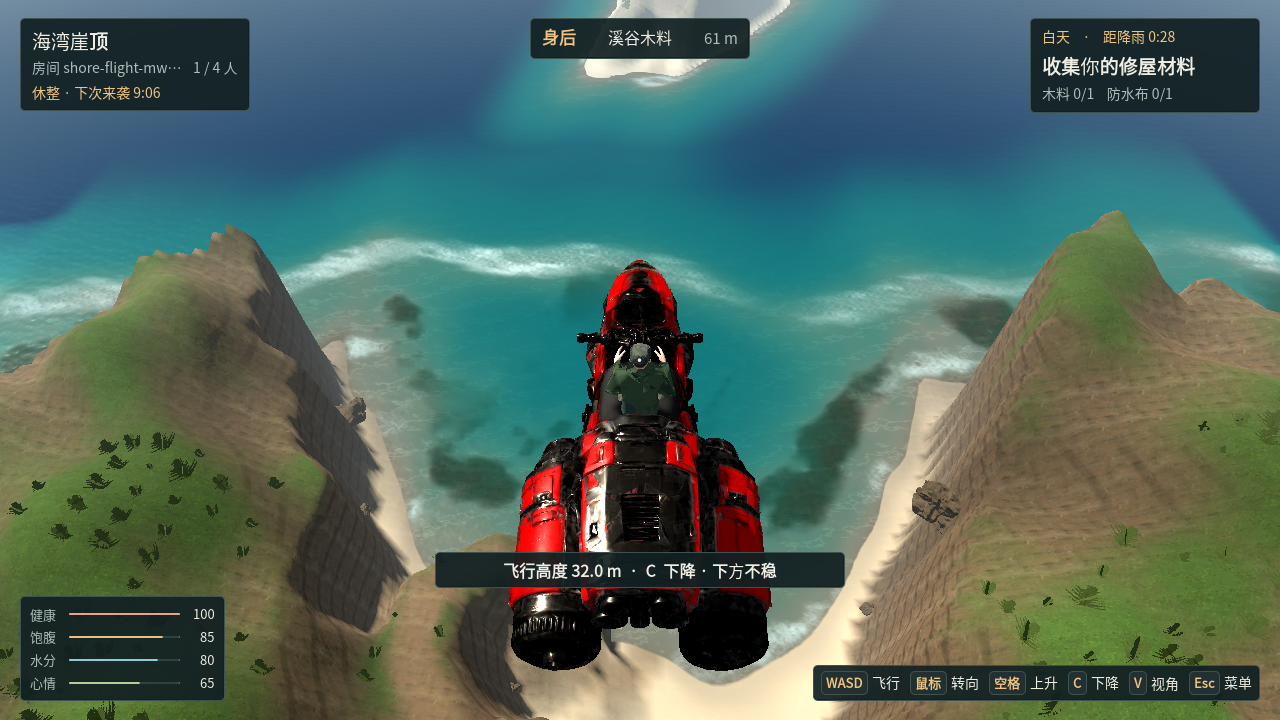 海湾崖顶
房间 shore-flight-mw… 1 / 4 人
休整 · 下次来袭 9:06
身后 溪谷木料 61 m
白天 · 距降雨 0:28
收集你的修屋材料
木料 0/1 防水布 0/1
飞行高度 32.0 m · C 下降 · 下方不稳
健康 100
饱腹 85
水分 80
心情 65
WASD 飞行 鼠标 转向 空格 上升 C 下降 V 视角 Esc 菜单